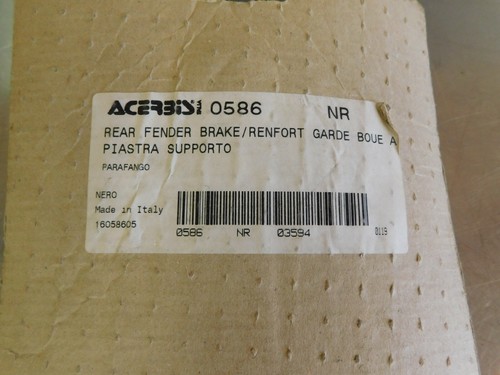 ACERBIS 0586 NR
REAR FENDER BRAKE/RENFORT GARDE BOUE A
PIASTRA SUPPORTO
PARAFANGO
NERO
Made in Italy
16058605
0586 NR 03594 0119